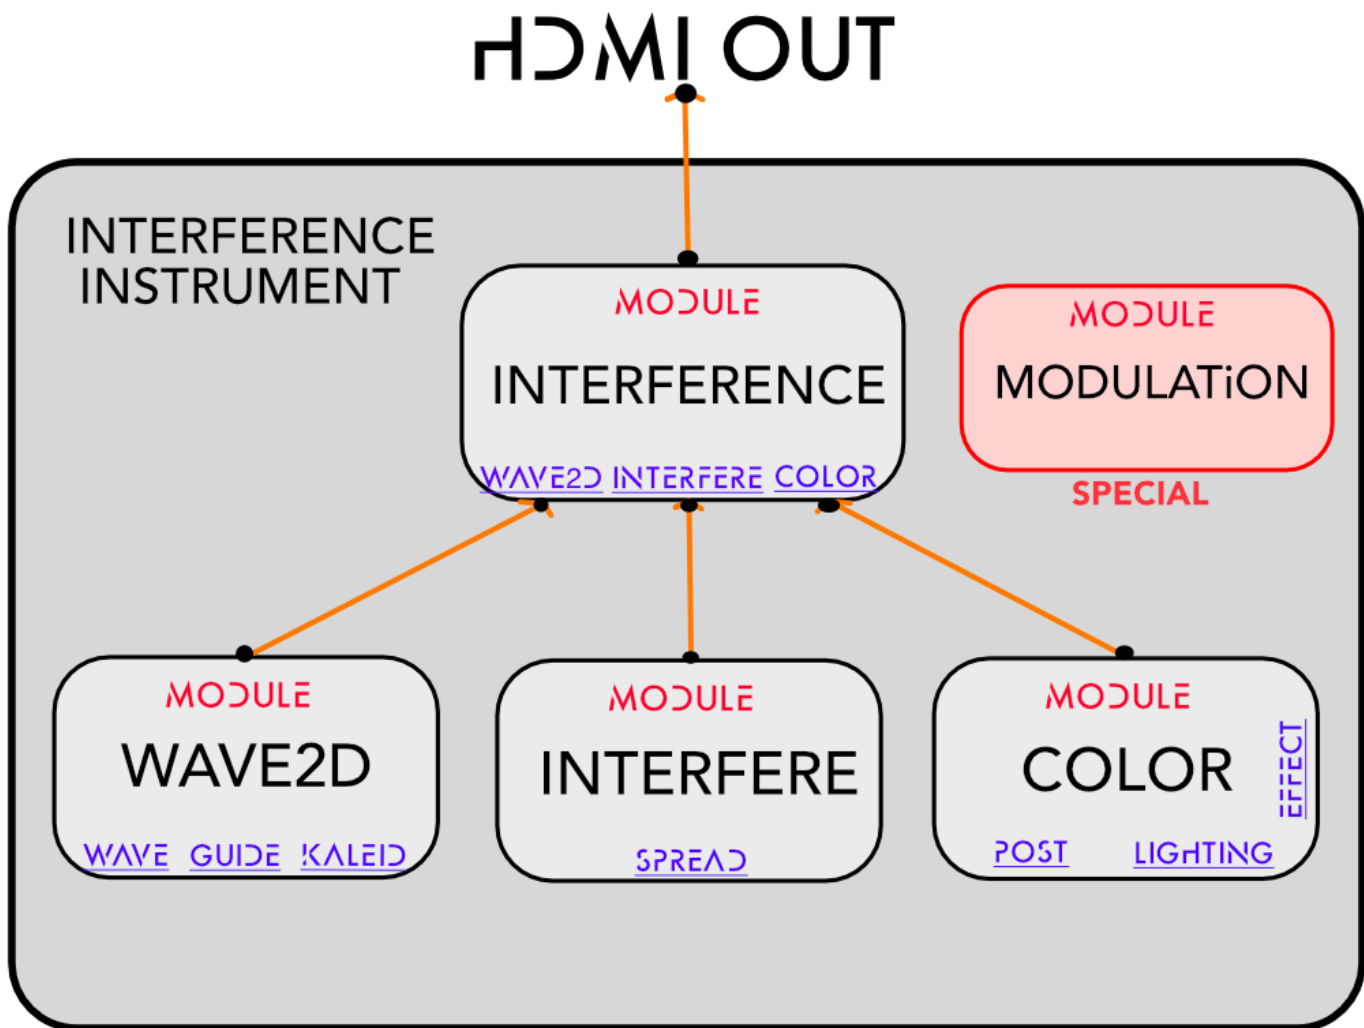 HDMI OUT
INTERFERENCE
INSTRUMENT
MODULE
INTERFERENCE
WAVE2D INTERFERE COLOR
MODULE
MODULATiON
SPECIAL
MODULE
WAVE2D
WAVE GUIDE KALEID
MODULE
INTERFERE
SPREAD
MODULE
COLOR
EFFECT
POST LIGHTING